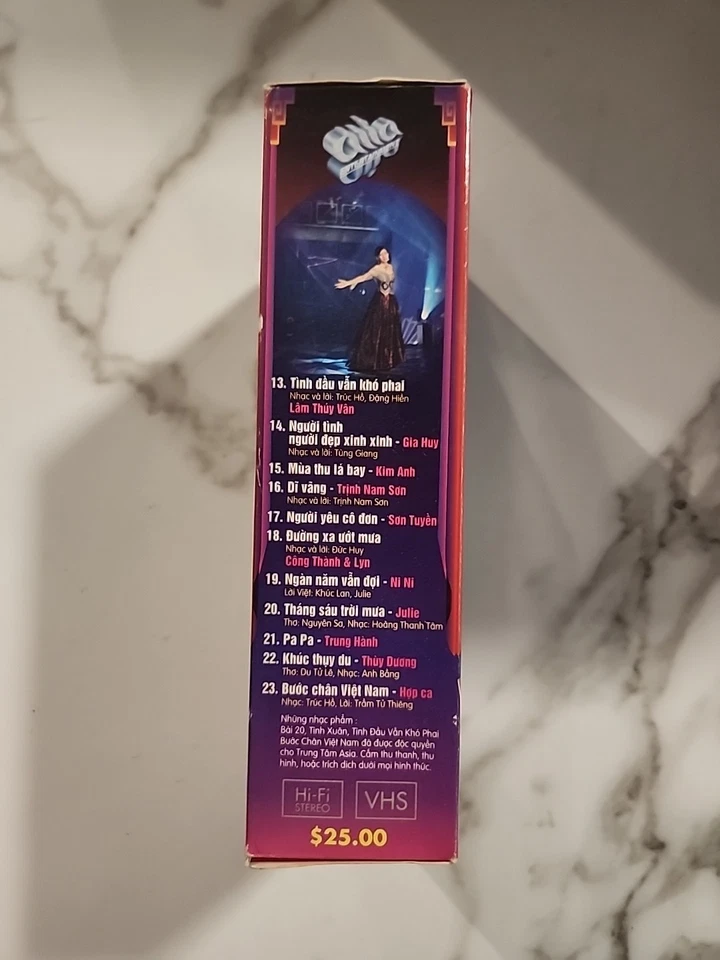 asia
13. Tình đầu vẫn khó phai
Nhạc và lời: Trúc Hồ, Đặng Hiền
Lâm Thúy Vân
14. Người tình
người đẹp xinh xinh - Gia Huy
Nhạc và lời: Tùng Giang
15. Mùa thu lá bay - Kim Anh
16. Dĩ vãng - Trịnh Nam Sơn
Nhạc và lời: Trịnh Nam Sơn
17. Người yêu cô đơn - Sơn Tuyền
18. Đường xa ướt mưa
Nhạc và lời: Đức Huy
Công Thành & Lyn
19. Ngàn năm vẫn đợi - Ni Ni
Lời Việt: Khúc Lan, Julie
20. Tháng sáu trời mưa - Julie
Thơ: Nguyên Sa, Nhạc: Hoàng Thanh Tâm
21. Pa Pa - Trung Hành
22. Khúc thụy du - Thùy Dương
Thơ: Du Tử Lê, Nhạc: Anh Bằng
23. Bước chân Việt Nam - Hợp ca
Nhạc: Trúc Hồ, Lời: Trầm Tử Thiêng
Những nhạc phẩm :
Bài 20, Tình Xuân, Tình Đầu Vẫn Khó Phai
Bước Chân Việt Nam đã được độc quyền
cho Trung Tâm Asia. Cấm thu thanh, thu
hình, hoặc trích dịch dưới mọi hình thức.
Hi-Fi
STEREO
VHS
$25.00